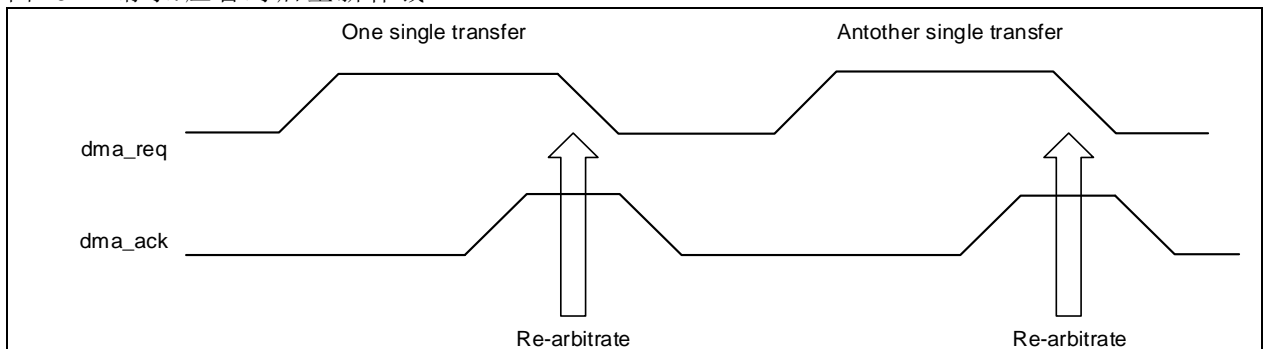 One single transfer
Antother single transfer
dma_req
dma_ack
Re-arbitrate
Re-arbitrate